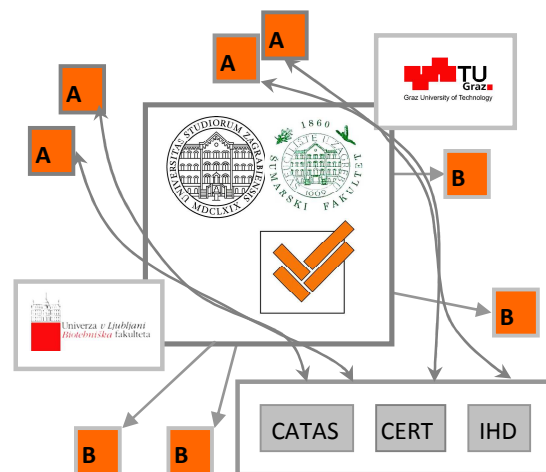 A
A
TU
Graz
Graz University of Technology
A
A
UNIVERSITAS STUDIORUM ZAGRABIENSIS
MDCLXIX
1860
ŠUMARSKI FAKULTET
B
B
Univerza v Ljubljani
Biotehniška fakulteta
B
B
CATAS
CERT
IHD